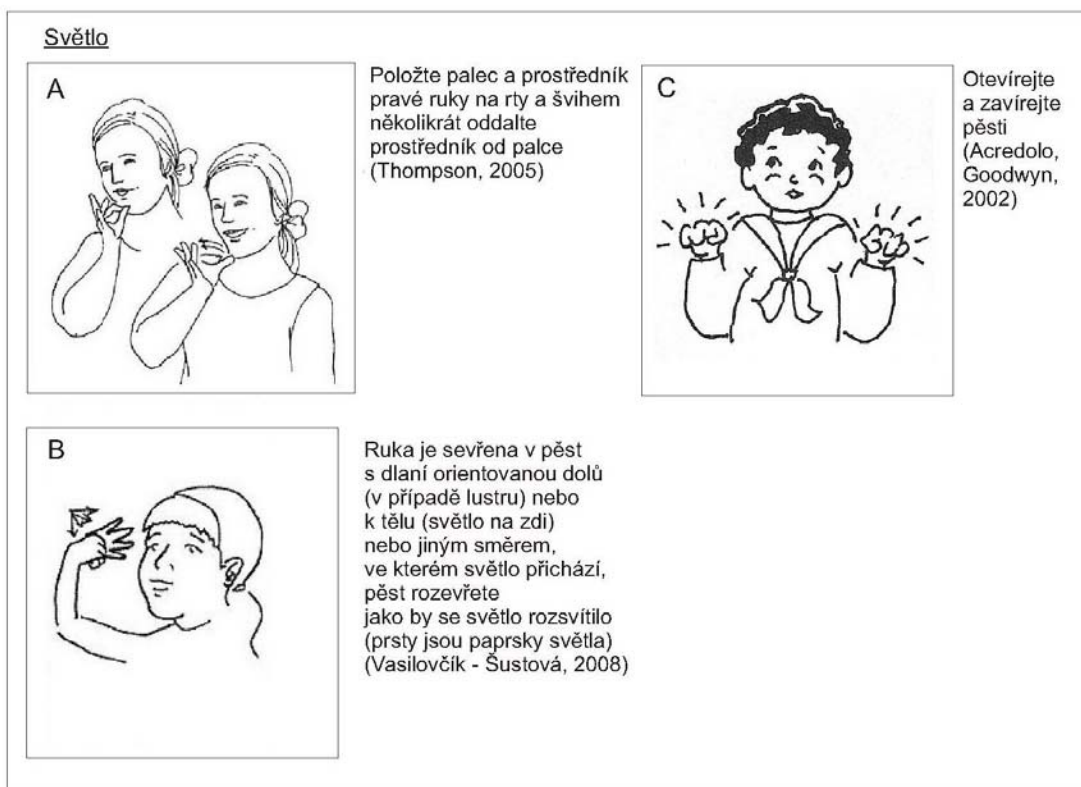 Světlo
A
Položte palec a prostředník
pravé ruky na rty a švihem
několikrát oddalte
prostředník od palce
(Thompson, 2005)
C
Otevírejte
a zavírejte
pěsti
(Acredolo,
Goodwyn,
2002)
B
Ruka je sevřena v pěst
s dlaní orientovanou dolů
(v případě lustru) nebo
k tělu (světlo na zdi)
nebo jiným směrem,
ve kterém světlo přichází,
pěst rozevřete
jako by se světlo rozsvítilo
(prsty jsou paprsky světla)
(Vasilovčík - Šustová, 2008)